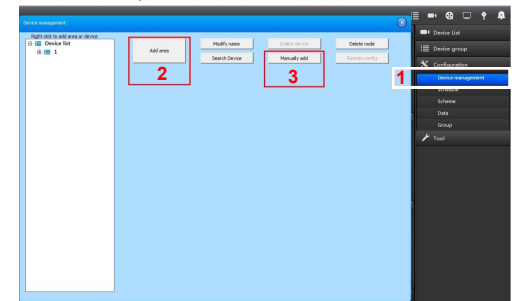 Device management
Right click to add area or device
Device list
1
Add area
Modify name
Delete device
Delete node
Search Device
Manually add
Remote config
2
3
Device List
Device group
Configuration
1
Device management
Schedule
Scheme
Data
Group
Tool